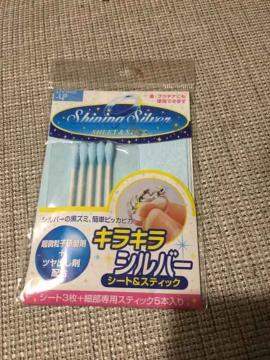 金・プラチナにも
使用できます
Shining Silver
SHEET & STICK
シルバーの黒ズミ、簡単ピッカピカ
超微粒子研磨剤
+
ツヤ出し剤
配合
キラキラ
シルバー
シート&スティック
シート3枚+細部専用スティック5本入り